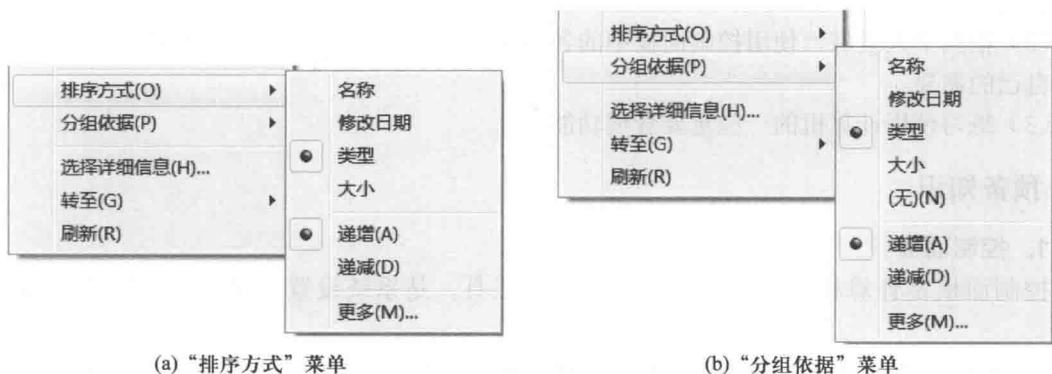 排序方式(O)
分组依据(P)
选择详细信息(H)...
转至(G)
刷新(R)
名称
修改日期
类型
大小
递增(A)
递减(D)
更多(M)...
(a)“排序方式”菜单
排序方式(O)
分组依据(P)
选择详细信息(H)...
转至(G)
刷新(R)
名称
修改日期
类型
大小
(无)(N)
递增(A)
递减(D)
更多(M)...
(b)“分组依据”菜单